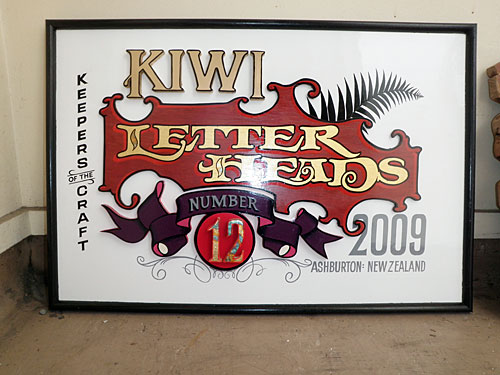 KIWI
LETTER
HEADS
NUMBER
12
KEEPERS
OF THE
CRAFT
2009
ASHBURTON: NEW ZEALAND